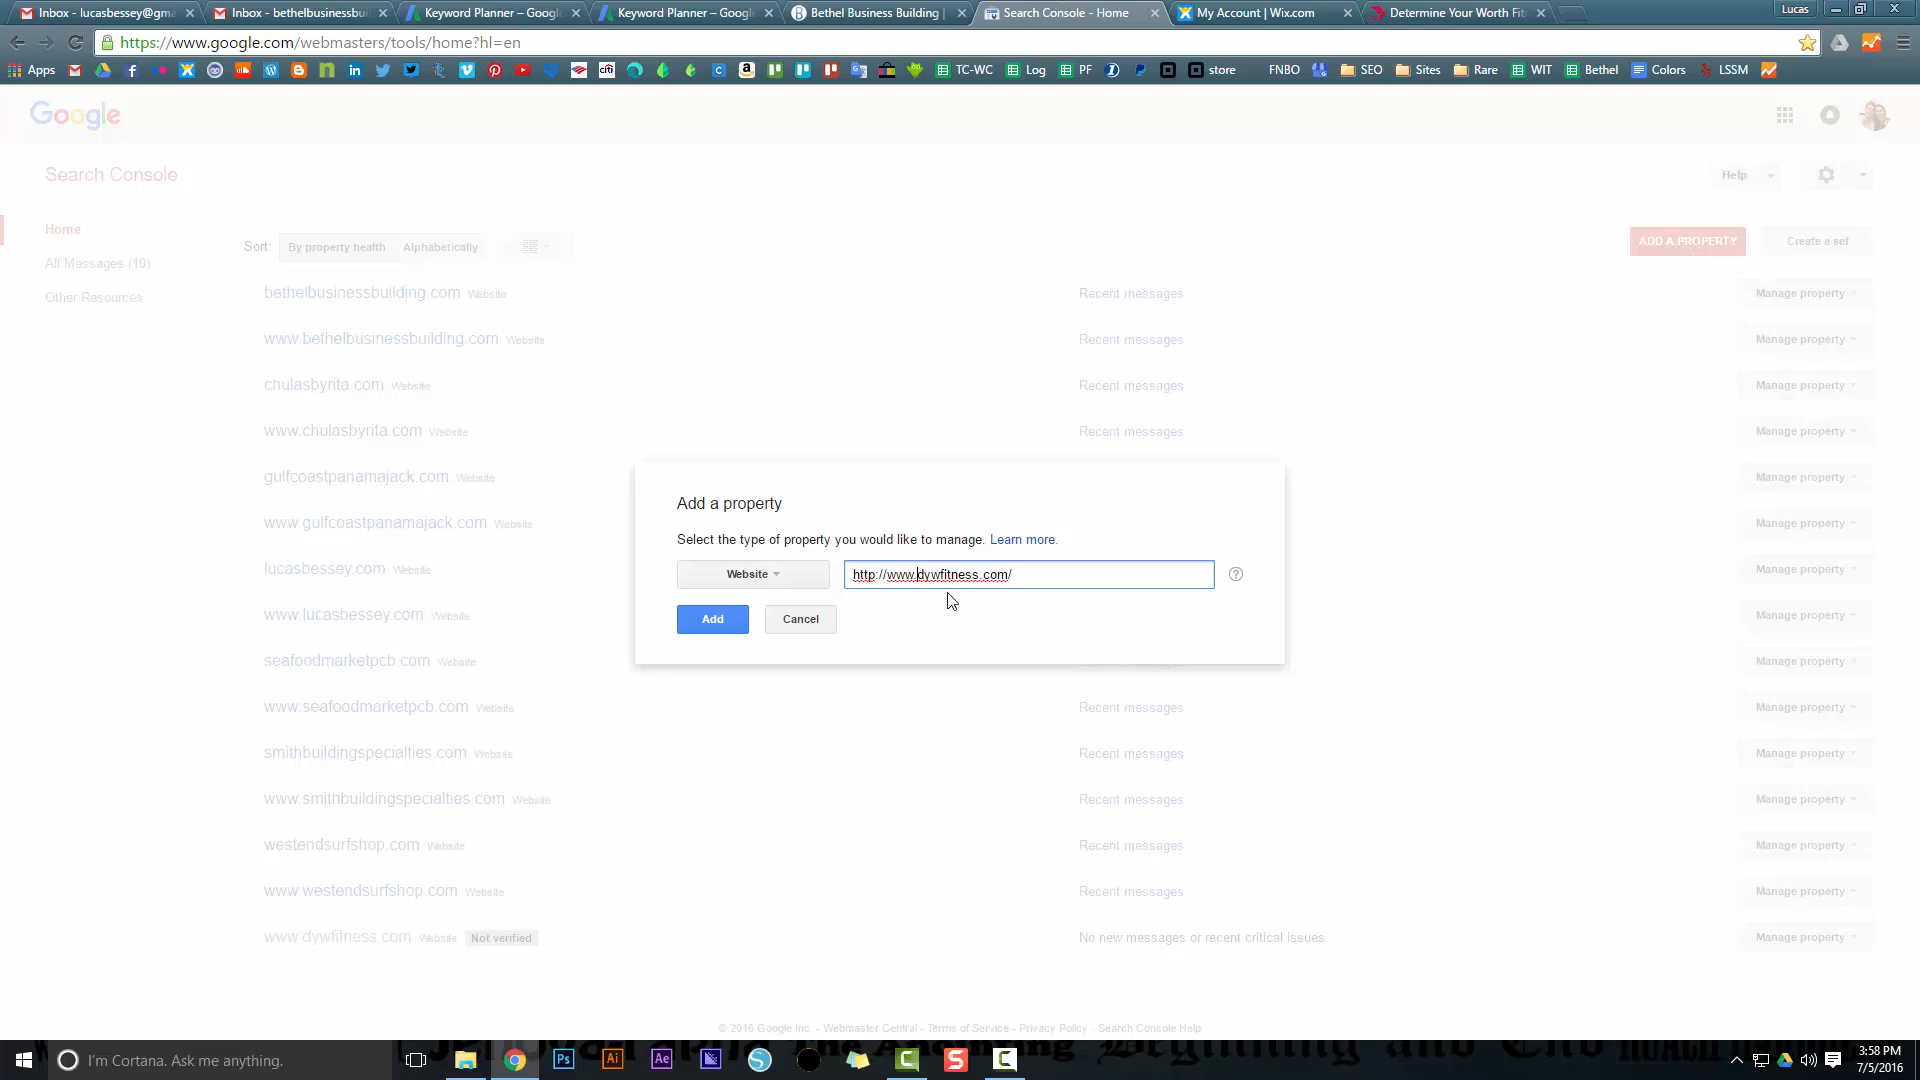 Inbox - lucasbessey@gma
Inbox - bethelbusinessbu
Keyword Planner – Googl
Keyword Planner – Googl
Bethel Business Building |
Search Console - Home
My Account | Wix.com
Determine Your Worth Fit
Lucas
https://www.google.com/webmasters/tools/home?hl=en
Apps
TC-WC
Log
PF
store
FNBO
SEO
Sites
Rare
WIT
Bethel
Colors
LSSM
Google
Search Console
Help
Home
All Messages (10)
Other Resources
Sort:
By property health
Alphabetically
ADD A PROPERTY
Create a set
bethelbusinessbuilding.com Website
Recent messages
Manage property
www.bethelbusinessbuilding.com Website
Recent messages
Manage property
chulasbyrita.com Website
Recent messages
Manage property
www.chulasbyrita.com Website
Recent messages
Manage property
gulfcoastpanamajack.com Website
Manage property
www.gulfcoastpanamajack.com Website
Manage property
lucasbessey.com Website
Manage property
www.lucasbessey.com Website
Manage property
seafoodmarketpcb.com Website
Manage property
www.seafoodmarketpcb.com Website
Recent messages
Manage property
smithbuildingspecialties.com Website
Recent messages
Manage property
www.smithbuildingspecialties.com Website
Recent messages
Manage property
westendsurfshop.com Website
Recent messages
Manage property
www.westendsurfshop.com Website
Recent messages
Manage property
www.dywfitness.com Website Not verified
No new messages or recent critical issues.
Manage property
Add a property
Select the type of property you would like to manage. Learn more.
Website
http://www.dywfitness.com/
Add
Cancel
© 2016 Google Inc. - Webmaster Central - Terms of Service - Privacy Policy - Search Console Help
I'm Cortana. Ask me anything.
Ps
Ai
Ae
3:58 PM
7/5/2016